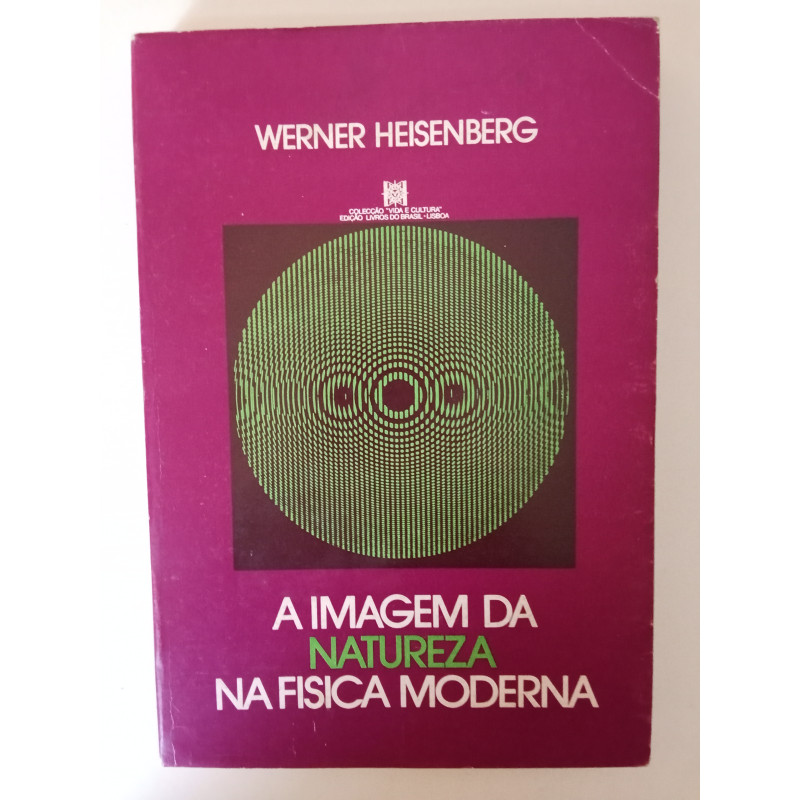 WERNER HEISENBERG
COLECÇÃO "VIDA E CULTURA"
EDIÇÃO LIVROS DO BRASIL - LISBOA
A IMAGEM DA
NATUREZA
NA FISICA MODERNA